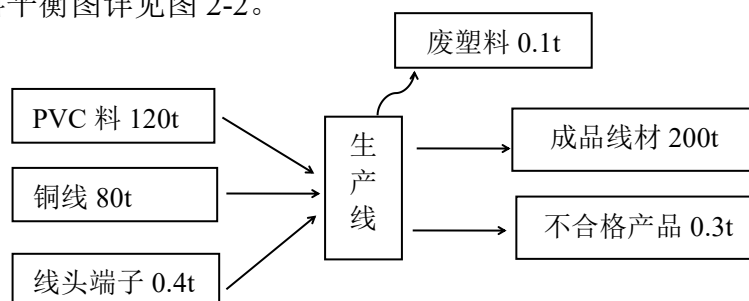 平衡图详见图 2-2。
废塑料 0.1t
PVC 料 120t
铜线 80t
线头端子 0.4t
生
产
线
成品线材 200t
不合格产品 0.3t